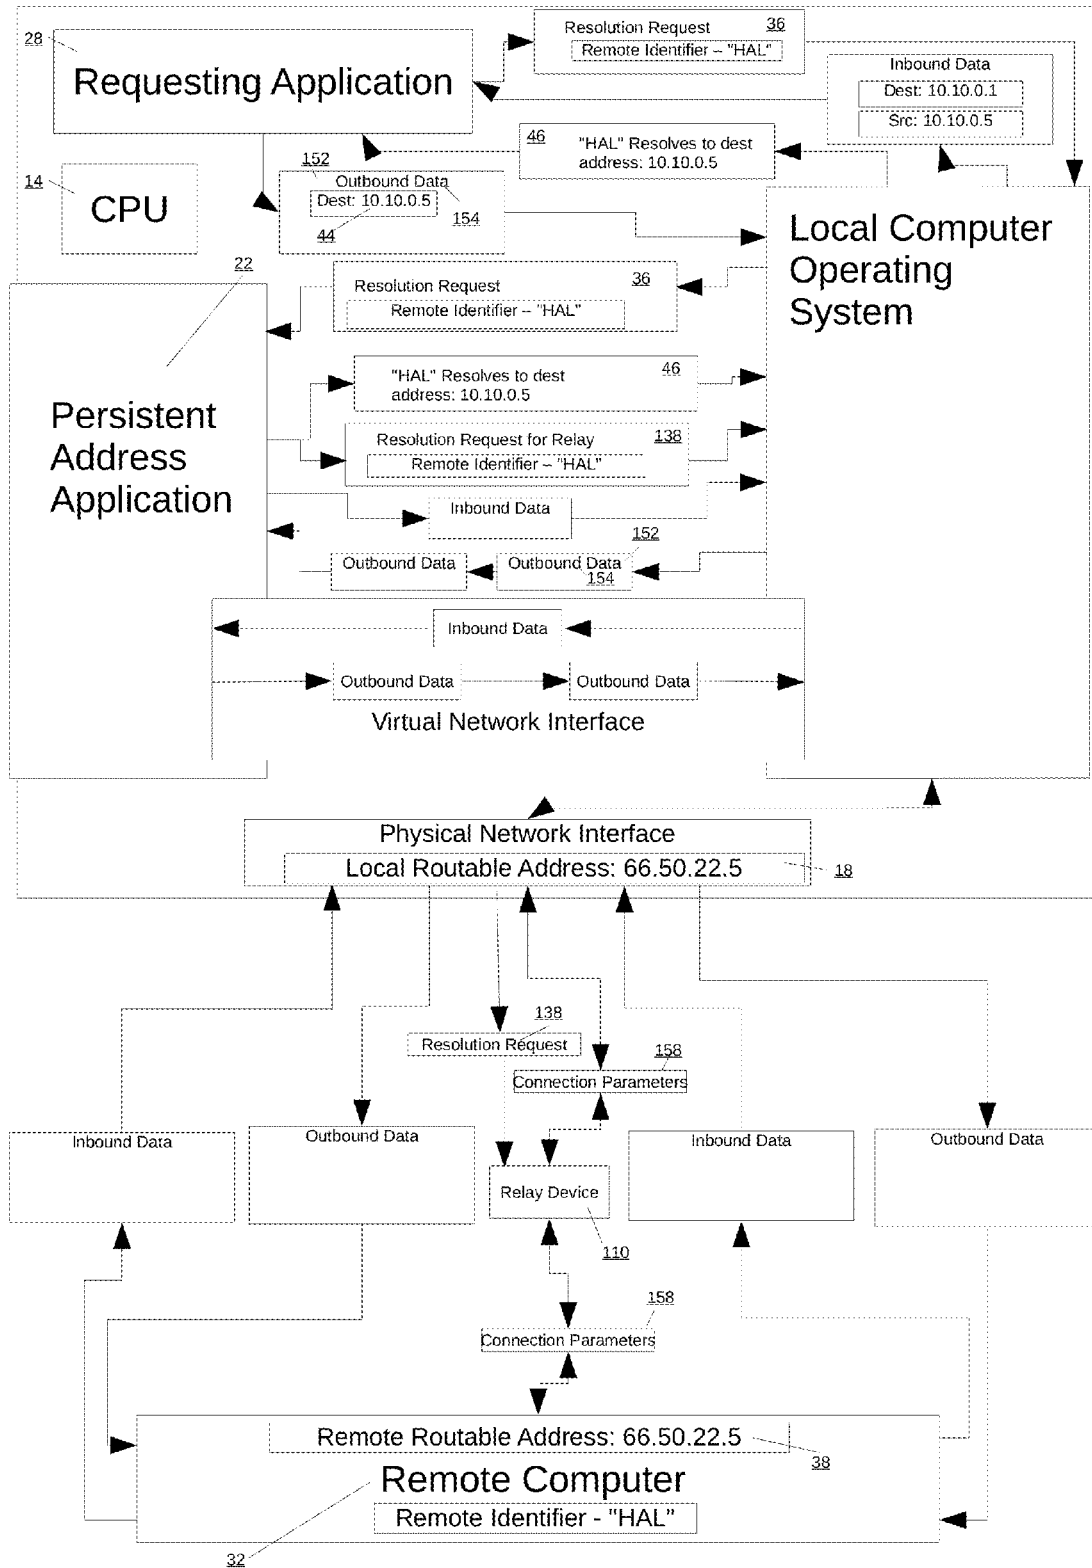 28
Requesting Application
Resolution Request
36
Remote Identifier – "HAL"
Inbound Data
Dest: 10.10.0.1
Src: 10.10.0.5
46
"HAL" Resolves to dest
address: 10.10.0.5
14
CPU
152
Outbound Data
Dest: 10.10.0.5
154
44
Local Computer
Operating
System
22
Resolution Request
36
Remote Identifier – "HAL"
"HAL" Resolves to dest
address: 10.10.0.5
46
Persistent
Address
Application
Resolution Request for Relay
138
Remote Identifier – "HAL"
Inbound Data
152
Outbound Data
Outbound Data
154
Inbound Data
Outbound Data
Outbound Data
Virtual Network Interface
Physical Network Interface
Local Routable Address: 66.50.22.5
18
138
Resolution Request
158
Connection Parameters
Inbound Data
Outbound Data
Inbound Data
Outbound Data
Relay Device
110
158
Connection Parameters
Remote Routable Address: 66.50.22.5
38
Remote Computer
Remote Identifier - "HAL"
32